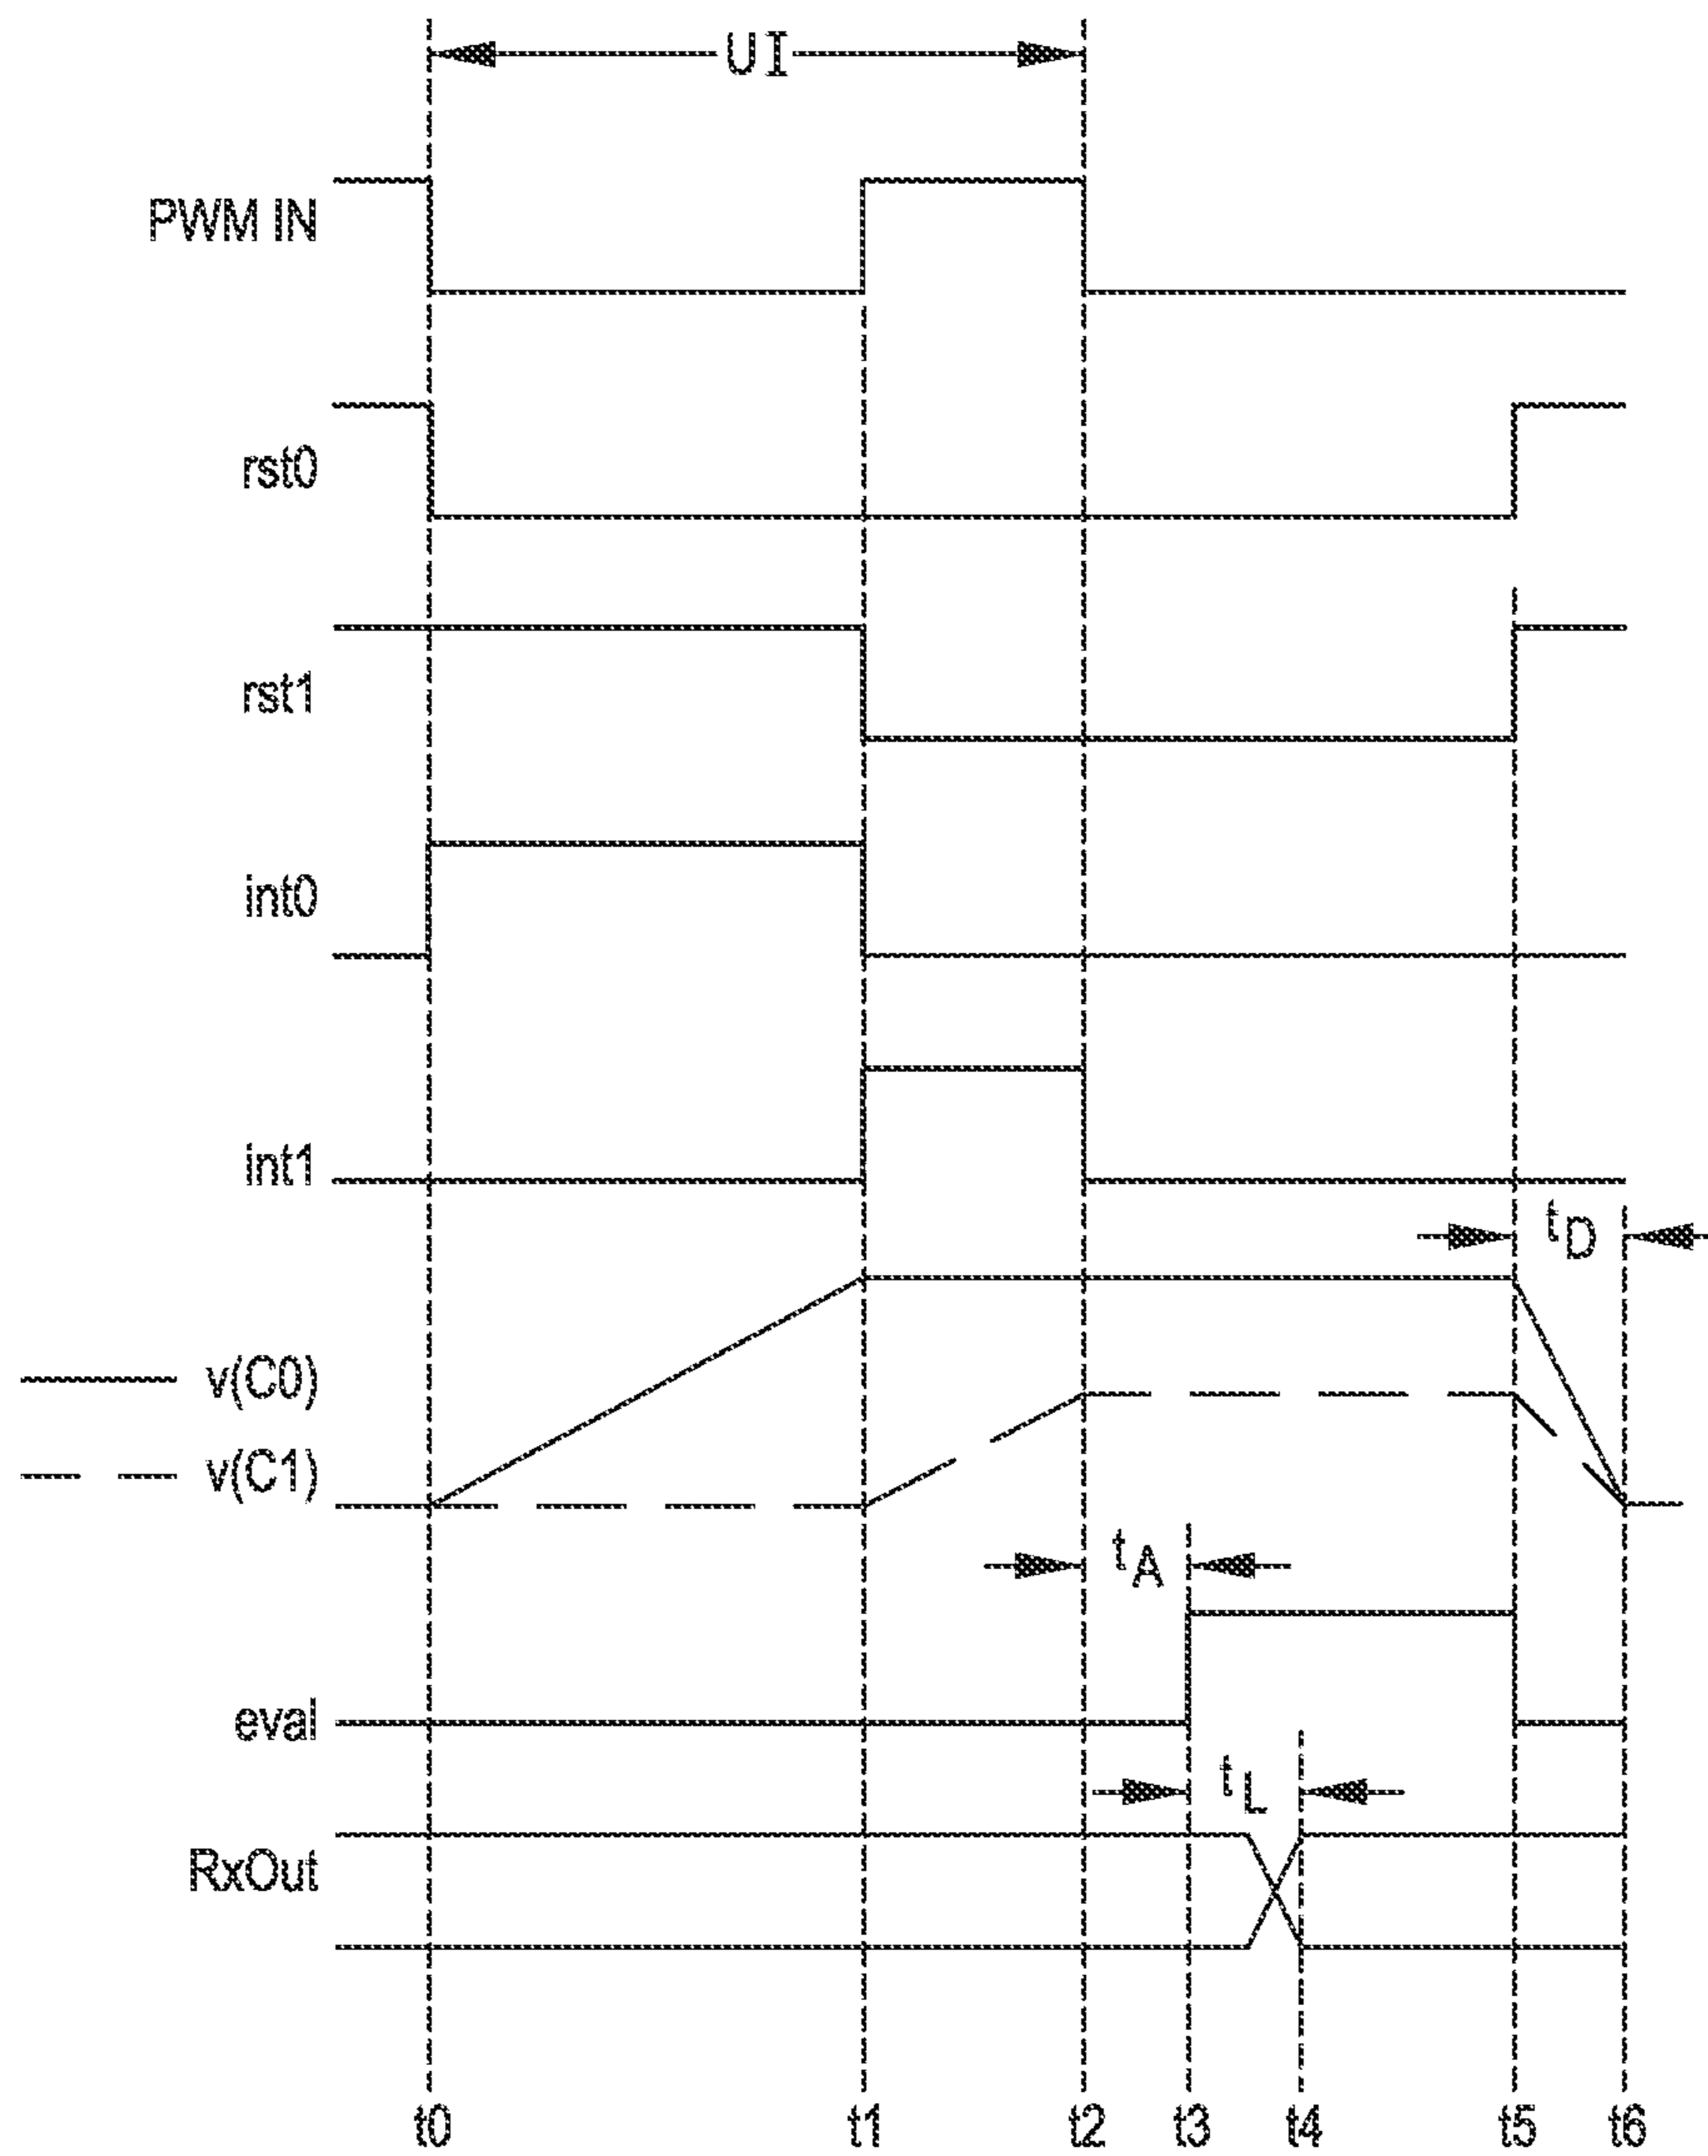 UI
PWM IN
rst0
rst1
int0
int1
tD
v(C0)
v(C1)
tA
eval
tL
RxOut
t0 t1 t2 t3 t4 t5 t6